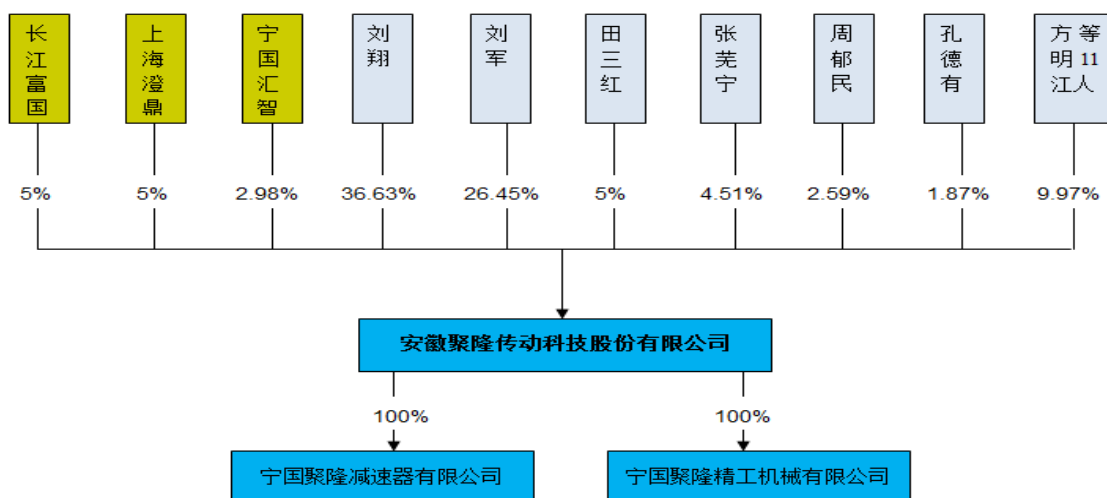 长江富国
上海澄鼎
宁国汇智
刘翔
刘军
田三红
张芜宁
周郁民
孔德有
方明江等11人
5%
5%
2.98%
36.63%
26.45%
5%
4.51%
2.59%
1.87%
9.97%
安徽聚隆传动科技股份有限公司
100%
100%
宁国聚隆减速器有限公司
宁国聚隆精工机械有限公司